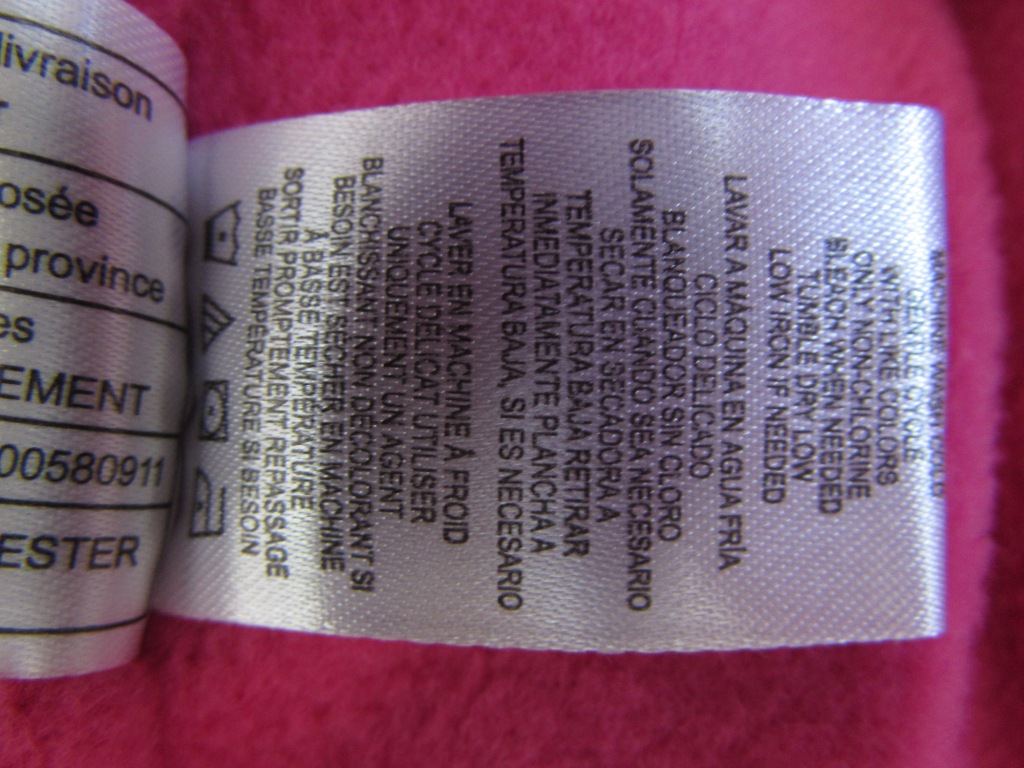 livraison
r
osée
province
es
EMENT
00580911
ESTER
GENTLE CYCLE
WITH LIKE COLORS
ONLY NON-CHLORINE
BLEACH WHEN NEEDED
TUMBLE DRY LOW
LOW IRON IF NEEDED
LAVAR A MAQUINA EN AGUA FRÍA
CICLO DELICADO
BLANQUEADOR SIN CLORO
SOLAMENTE CUANDO SEA NECESARIO
SECAR EN SECADORA A
TEMPERATURA BAJA RETIRAR
INMEDIATAMENTE PLANCHA A
TEMPERATURA BAJA, SI ES NECESARIO
LAVER EN MACHINE À FROID
CYCLE DÉLICAT UTILISER
UNIQUEMENT UN AGENT
BLANCHISSANT NON DÉCOLORANT SI
BESOIN EST SÉCHER EN MACHINE
À BASSE TEMPÉRATURE
SORTIR PROMPTEMENT REPASSAGE
BASSE TEMPÉRATURE SI BESOIN